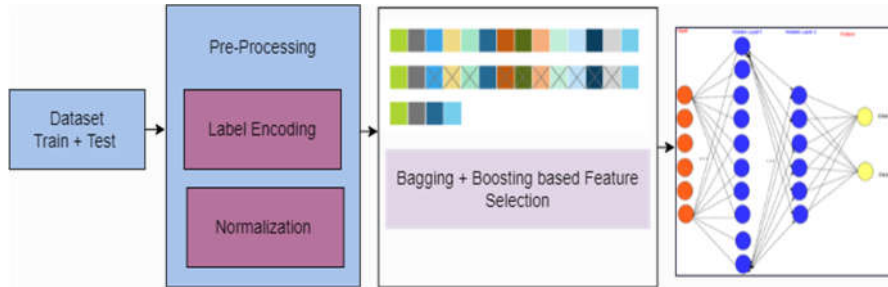 Dataset
Train + Test
Pre-Processing
Label Encoding
Normalization
Bagging + Boosting based Feature
Selection